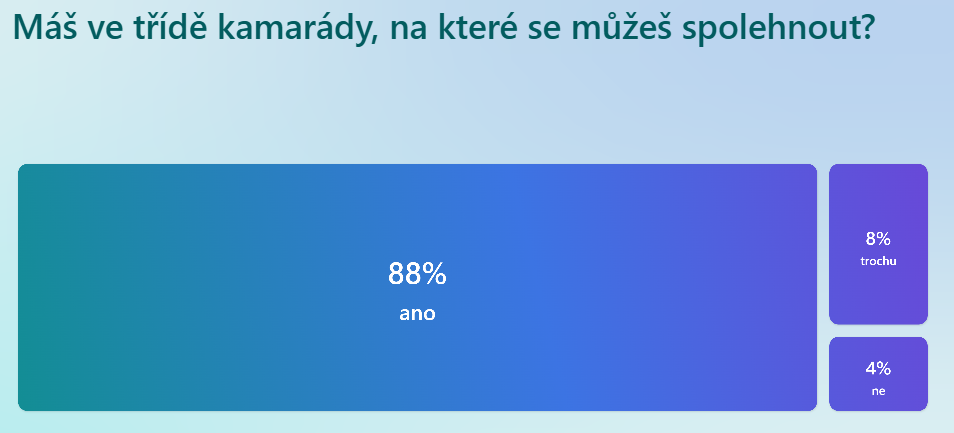 Máš ve třídě kamarády, na které se můžeš spolehnout?
88%
ano
8%
trochu
4%
ne